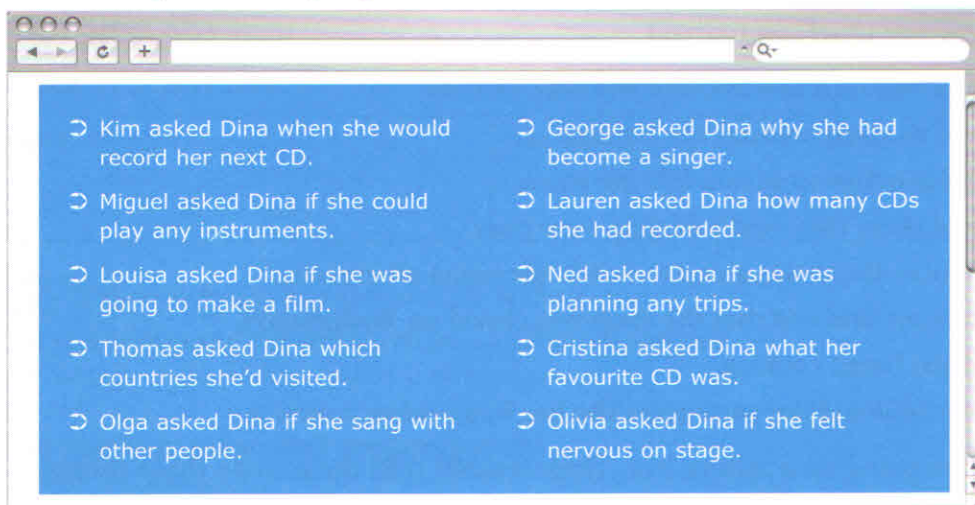 Kim asked Dina when she would
record her next CD.
Miguel asked Dina if she could
play any instruments.
Louisa asked Dina if she was
going to make a film.
Thomas asked Dina which
countries she'd visited.
Olga asked Dina if she sang with
other people.
George asked Dina why she had
become a singer.
Lauren asked Dina how many CDs
she had recorded.
Ned asked Dina if she was
planning any trips.
Cristina asked Dina what her
favourite CD was.
Olivia asked Dina if she felt
nervous on stage.